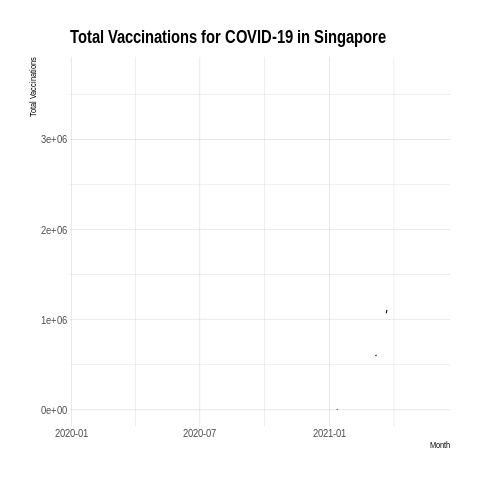 Total Vaccinations for COVID-19 in Singapore
Total Vaccinations
3e+06
2e+06
1e+06
0e+00
2020-01 2020-07 2021-01
Month